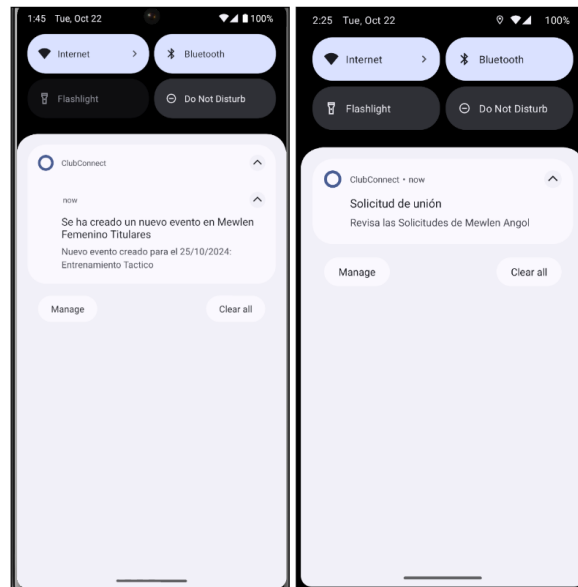 1:45 Tue, Oct 22 100%
Internet Bluetooth
Flashlight Do Not Disturb
ClubConnect
now
Se ha creado un nuevo evento en Mewlen
Femenino Titulares
Nuevo evento creado para el 25/10/2024:
Entrenamiento Tactico
Manage Clear all
2:25 Tue, Oct 22 100%
Internet Bluetooth
Flashlight Do Not Disturb
ClubConnect • now
Solicitud de unión
Revisa las Solicitudes de Mewlen Angol
Manage Clear all